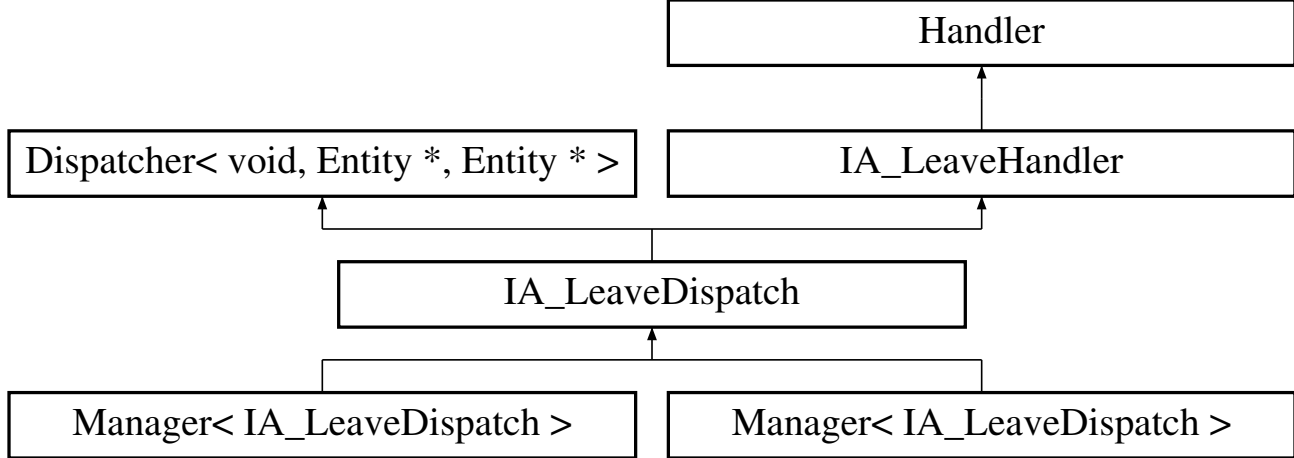 Handler
Dispatcher< void, Entity *, Entity * >
IA_LeaveHandler
IA_LeaveDispatch
Manager< IA_LeaveDispatch >
Manager< IA_LeaveDispatch >